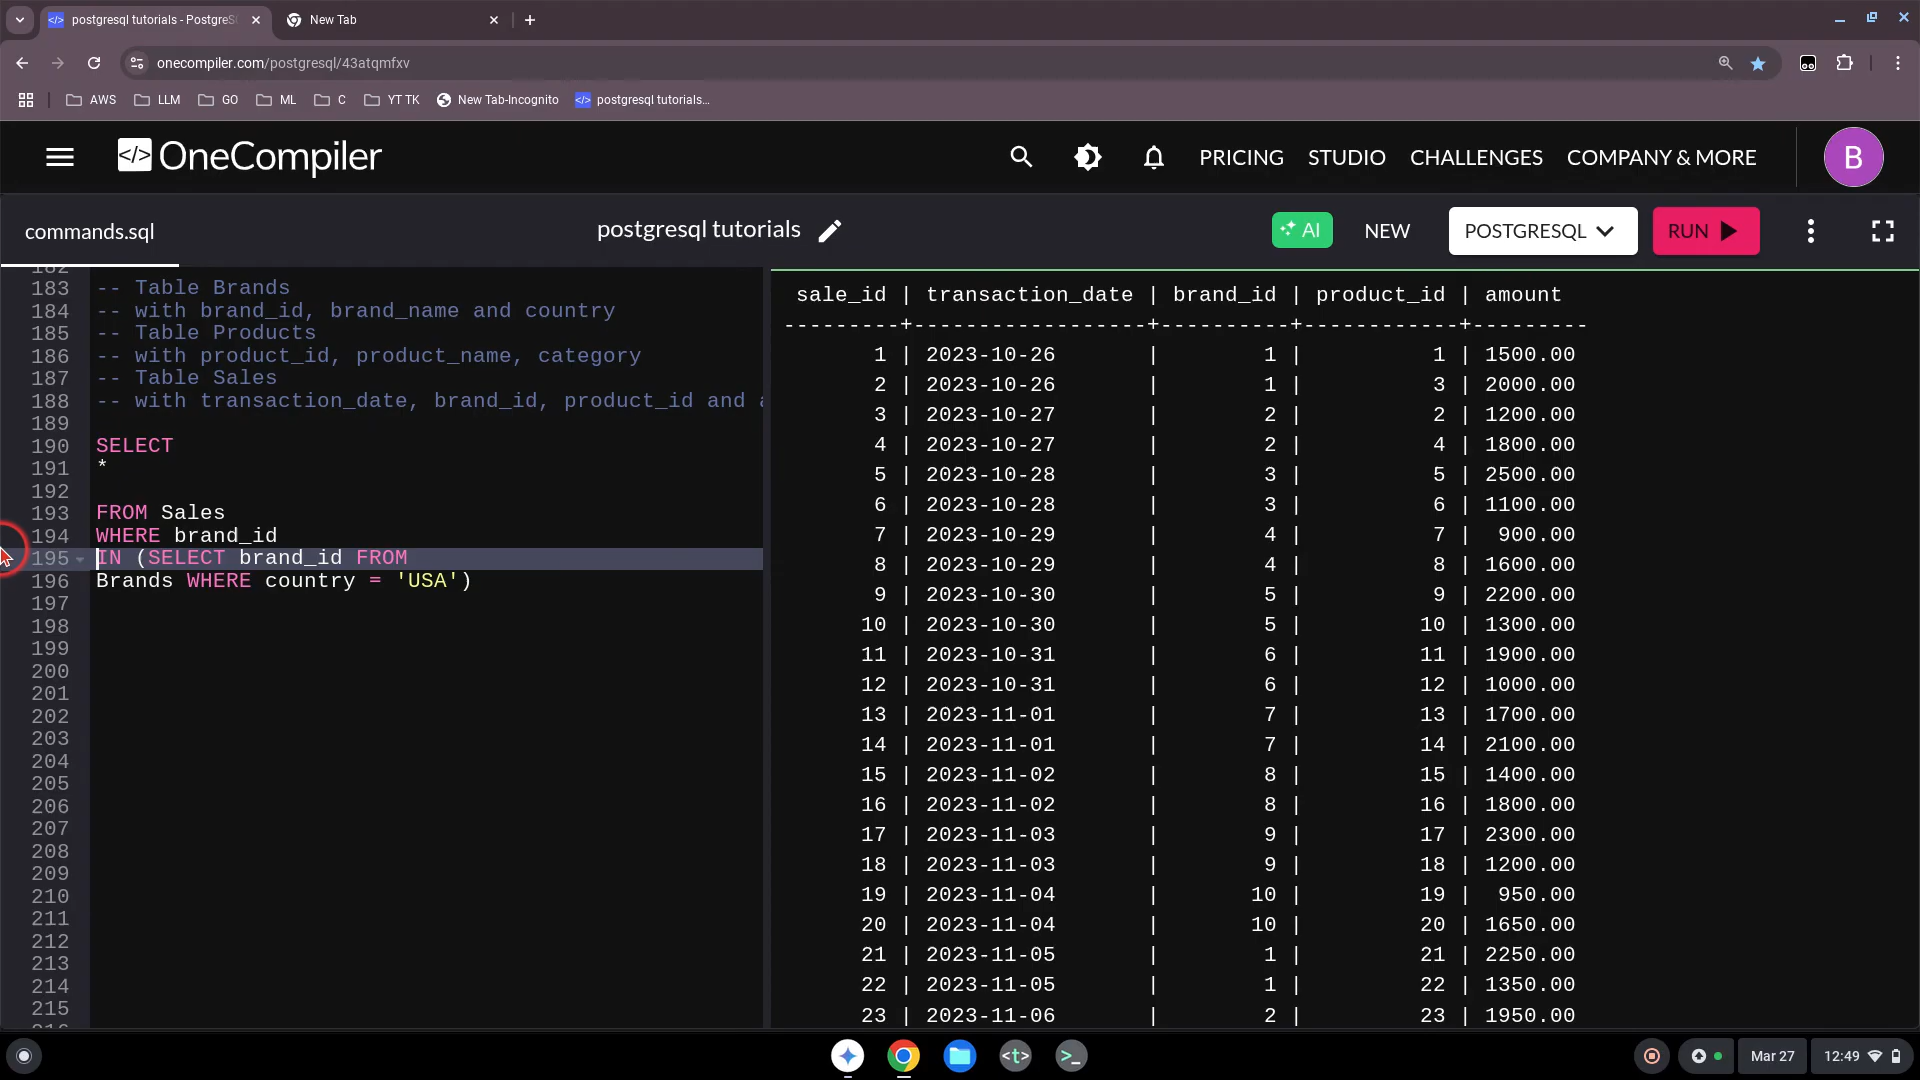 postgresql tutorials - PostgreS
New Tab
onecompiler.com/postgresql/43atqmfxv
AWS
LLM
GO
ML
C
YT TK
New Tab-Incognito
postgresql tutorials...
</> OneCompiler
PRICING
STUDIO
CHALLENGES
COMPANY & MORE
B
commands.sql
postgresql tutorials
AI
NEW
POSTGRESQL
RUN
182
183 -- Table Brands
184 -- with brand_id, brand_name and country
185 -- Table Products
186 -- with product_id, product_name, category
187 -- Table Sales
188 -- with transaction_date, brand_id, product_id and a
189
190 SELECT
191 *
192
193 FROM Sales
194 WHERE brand_id
195 IN (SELECT brand_id FROM
196 Brands WHERE country = 'USA')
197
198
199
200
201
202
203
204
205
206
207
208
209
210
211
212
213
214
215
sale_id | transaction_date | brand_id | product_id | amount
---------+------------------+----------+------------+---------
1 | 2023-10-26 | 1 | 1 | 1500.00
2 | 2023-10-26 | 1 | 3 | 2000.00
3 | 2023-10-27 | 2 | 2 | 1200.00
4 | 2023-10-27 | 2 | 4 | 1800.00
5 | 2023-10-28 | 3 | 5 | 2500.00
6 | 2023-10-28 | 3 | 6 | 1100.00
7 | 2023-10-29 | 4 | 7 | 900.00
8 | 2023-10-29 | 4 | 8 | 1600.00
9 | 2023-10-30 | 5 | 9 | 2200.00
10 | 2023-10-30 | 5 | 10 | 1300.00
11 | 2023-10-31 | 6 | 11 | 1900.00
12 | 2023-10-31 | 6 | 12 | 1000.00
13 | 2023-11-01 | 7 | 13 | 1700.00
14 | 2023-11-01 | 7 | 14 | 2100.00
15 | 2023-11-02 | 8 | 15 | 1400.00
16 | 2023-11-02 | 8 | 16 | 1800.00
17 | 2023-11-03 | 9 | 17 | 2300.00
18 | 2023-11-03 | 9 | 18 | 1200.00
19 | 2023-11-04 | 10 | 19 | 950.00
20 | 2023-11-04 | 10 | 20 | 1650.00
21 | 2023-11-05 | 1 | 21 | 2250.00
22 | 2023-11-05 | 1 | 22 | 1350.00
23 | 2023-11-06 | 2 | 23 | 1950.00
<t>
>_
Mar 27
12:49